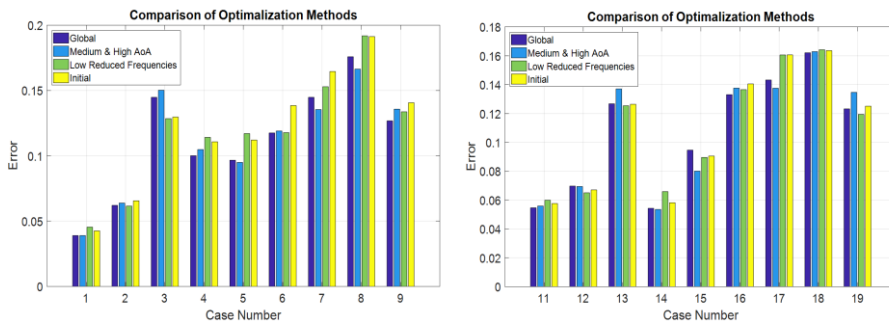 Comparison of Optimalization Methods
0.2
0.15
0.1
0.05
0
Error
Global
Medium & High AoA
Low Reduced Frequencies
Initial
1 2 3 4 5 6 7 8 9
Case Number
Comparison of Optimalization Methods
0.18
0.16
0.14
0.12
0.1
0.08
0.06
0.04
0.02
0
Error
Global
Medium & High AoA
Low Reduced Frequencies
Initial
11 12 13 14 15 16 17 18 19
Case Number